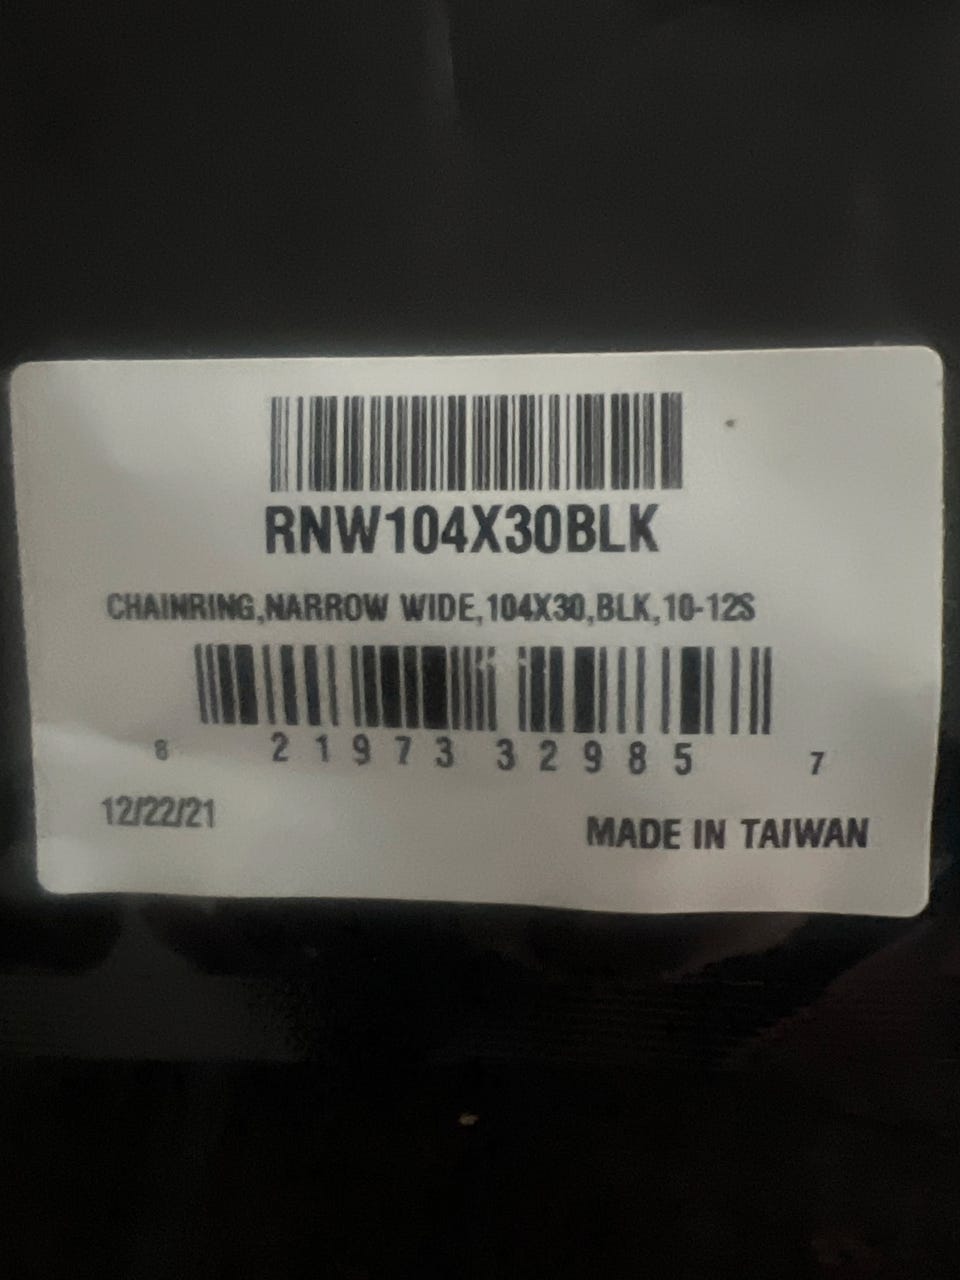 RNW104X30BLK
CHAINRING,NARROW WIDE,104X30,BLK,10-12S
8 21973 32985 7
12/22/21
MADE IN TAIWAN